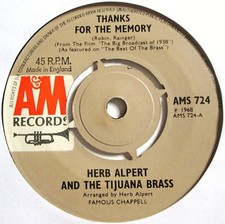 THANKS
FOR THE MEMORY
(Robin, Rainger)
(From The Film "The Big Broadcast of 1938"
(As featured on "The Beat Of The Brass")
45 R.P.M.
Made in England
A&M
RECORDS
AMS 724
℗ 1968
AMS 724-A
HERB ALPERT
AND THE TIJUANA BRASS
Arranged by Herb Alpert
FAMOUS CHAPPELL